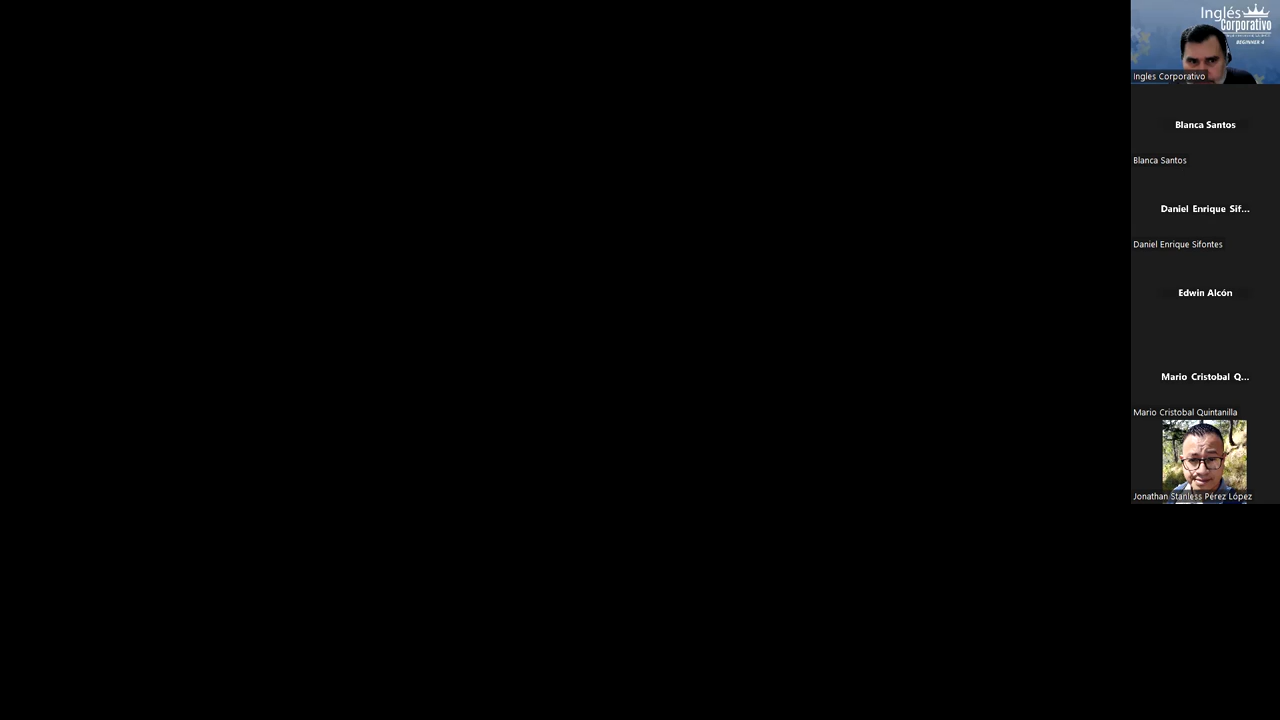 Inglés
Corporativo
BEGINNER 4
Ingles Corporativo
Blanca Santos
Blanca Santos
Daniel Enrique Sif...
Daniel Enrique Sifontes
Edwin Alcón
Mario Cristobal Q...
Mario Cristobal Quintanilla
Jonathan Stanless Pérez López